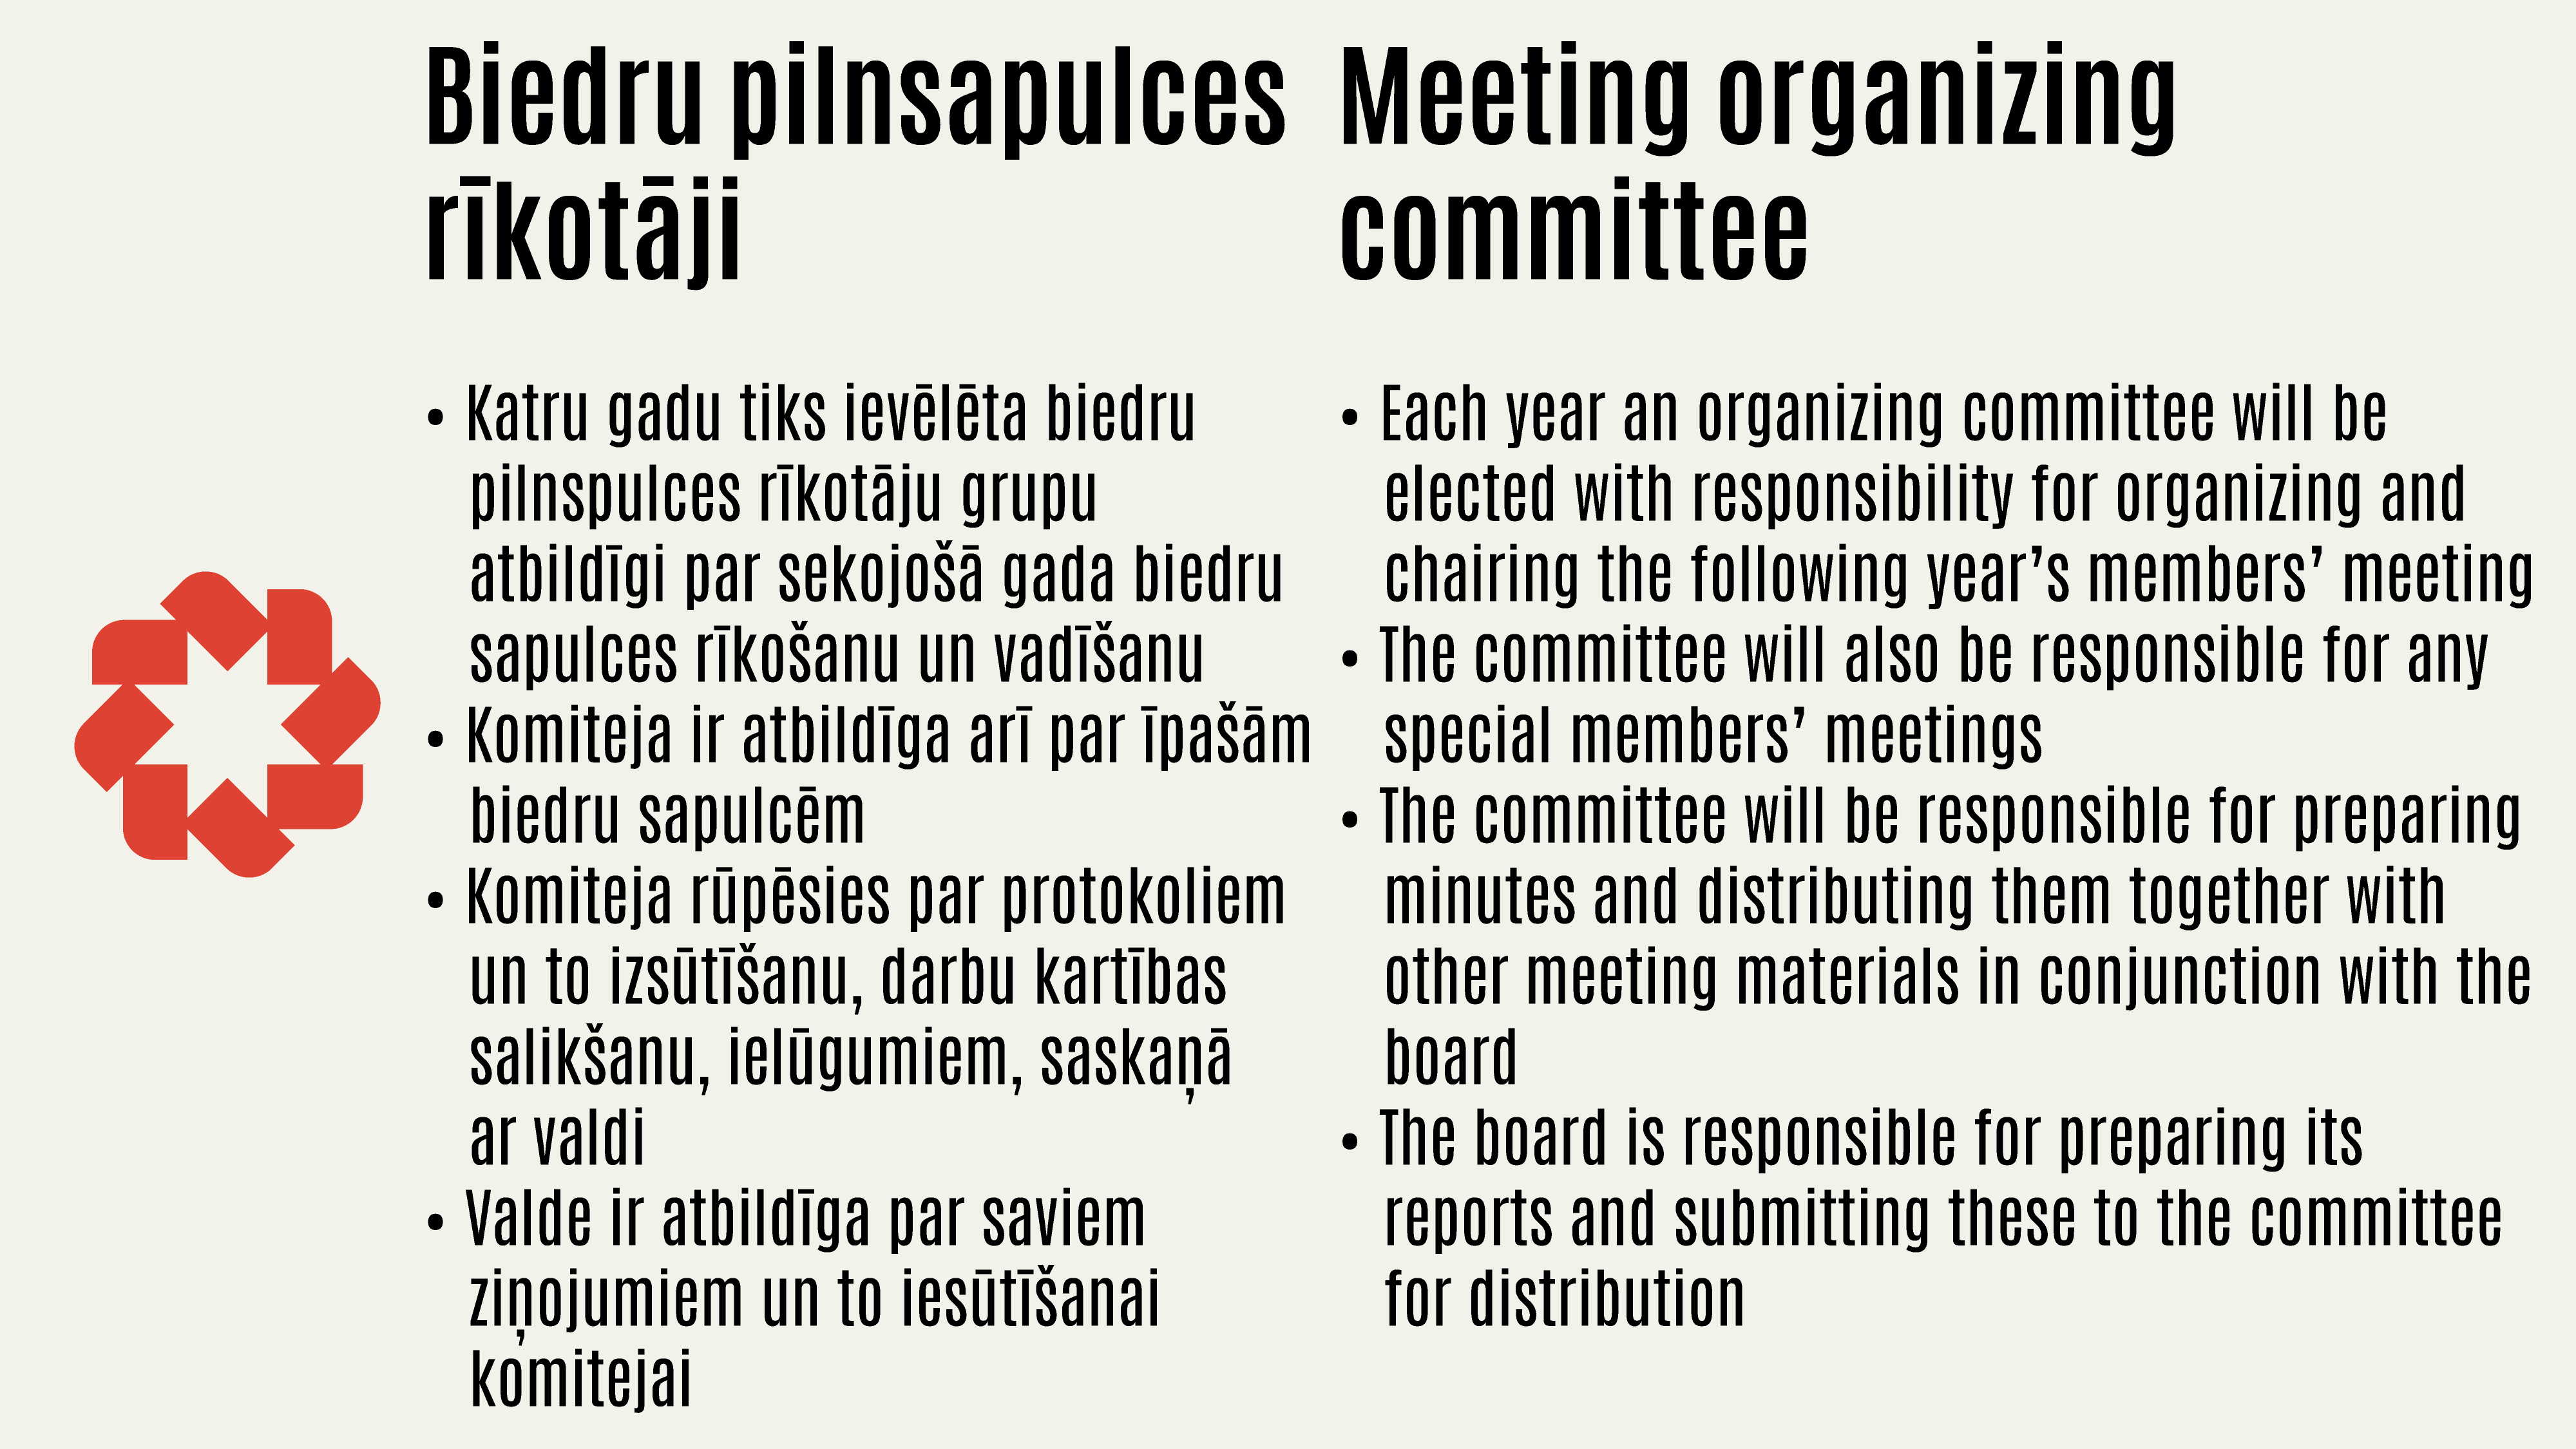 Biedru pilnsapulces
rīkotāji
• Katru gadu tiks ievēlēta biedru
pilnspulces rīkotāju grupu
atbildīgi par sekojošā gada biedru
sapulces rīkošanu un vadīšanu
• Komiteja ir atbildīga arī par īpašām
biedru sapulcēm
• Komiteja rūpēsies par protokoliem
un to izsūtīšanu, darbu kartības
salikšanu, ielūgumiem, saskaņā
ar valdi
• Valde ir atbildīga par saviem
ziņojumiem un to iesūtīšanai
komitejai
Meeting organizing
committee
• Each year an organizing committee will be
elected with responsibility for organizing and
chairing the following year’s members’ meeting
• The committee will also be responsible for any
special members’ meetings
• The committee will be responsible for preparing
minutes and distributing them together with
other meeting materials in conjunction with the
board
• The board is responsible for preparing its
reports and submitting these to the committee
for distribution